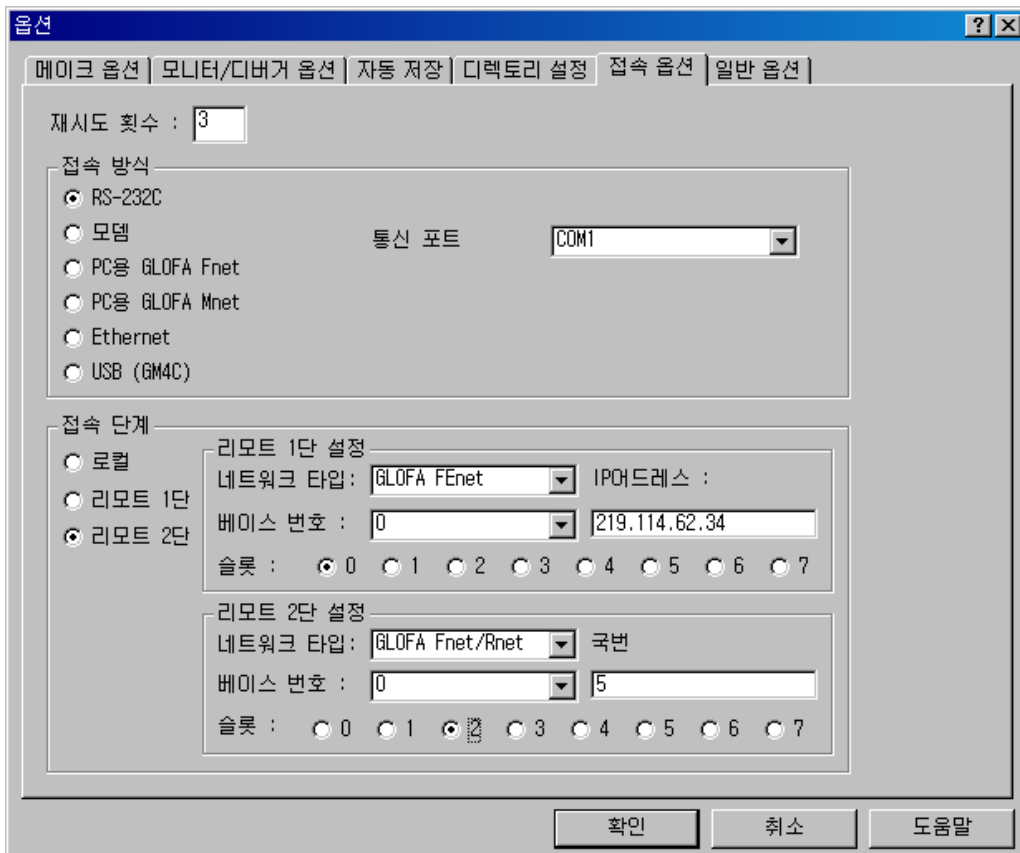 옵션
메이크 옵션 모니터/디버거 옵션 자동 저장 디렉토리 설정 접속 옵션 일반 옵션
재시도 횟수 : 3
접속 방식
RS-232C
모뎀
통신 포트 COM1
PC용 GLOFA Fnet
PC용 GLOFA Mnet
Ethernet
USB (GM4C)
접속 단계
로컬
리모트 1단
리모트 2단
리모트 1단 설정
네트워크 타입: GLOFA FEnet IP어드레스 :
베이스 번호 : 0 219.114.62.34
슬롯 : 0 1 2 3 4 5 6 7
리모트 2단 설정
네트워크 타입: GLOFA Fnet/Rnet 국번
베이스 번호 : 0 5
슬롯 : 0 1 2 3 4 5 6 7
확인 취소 도움말